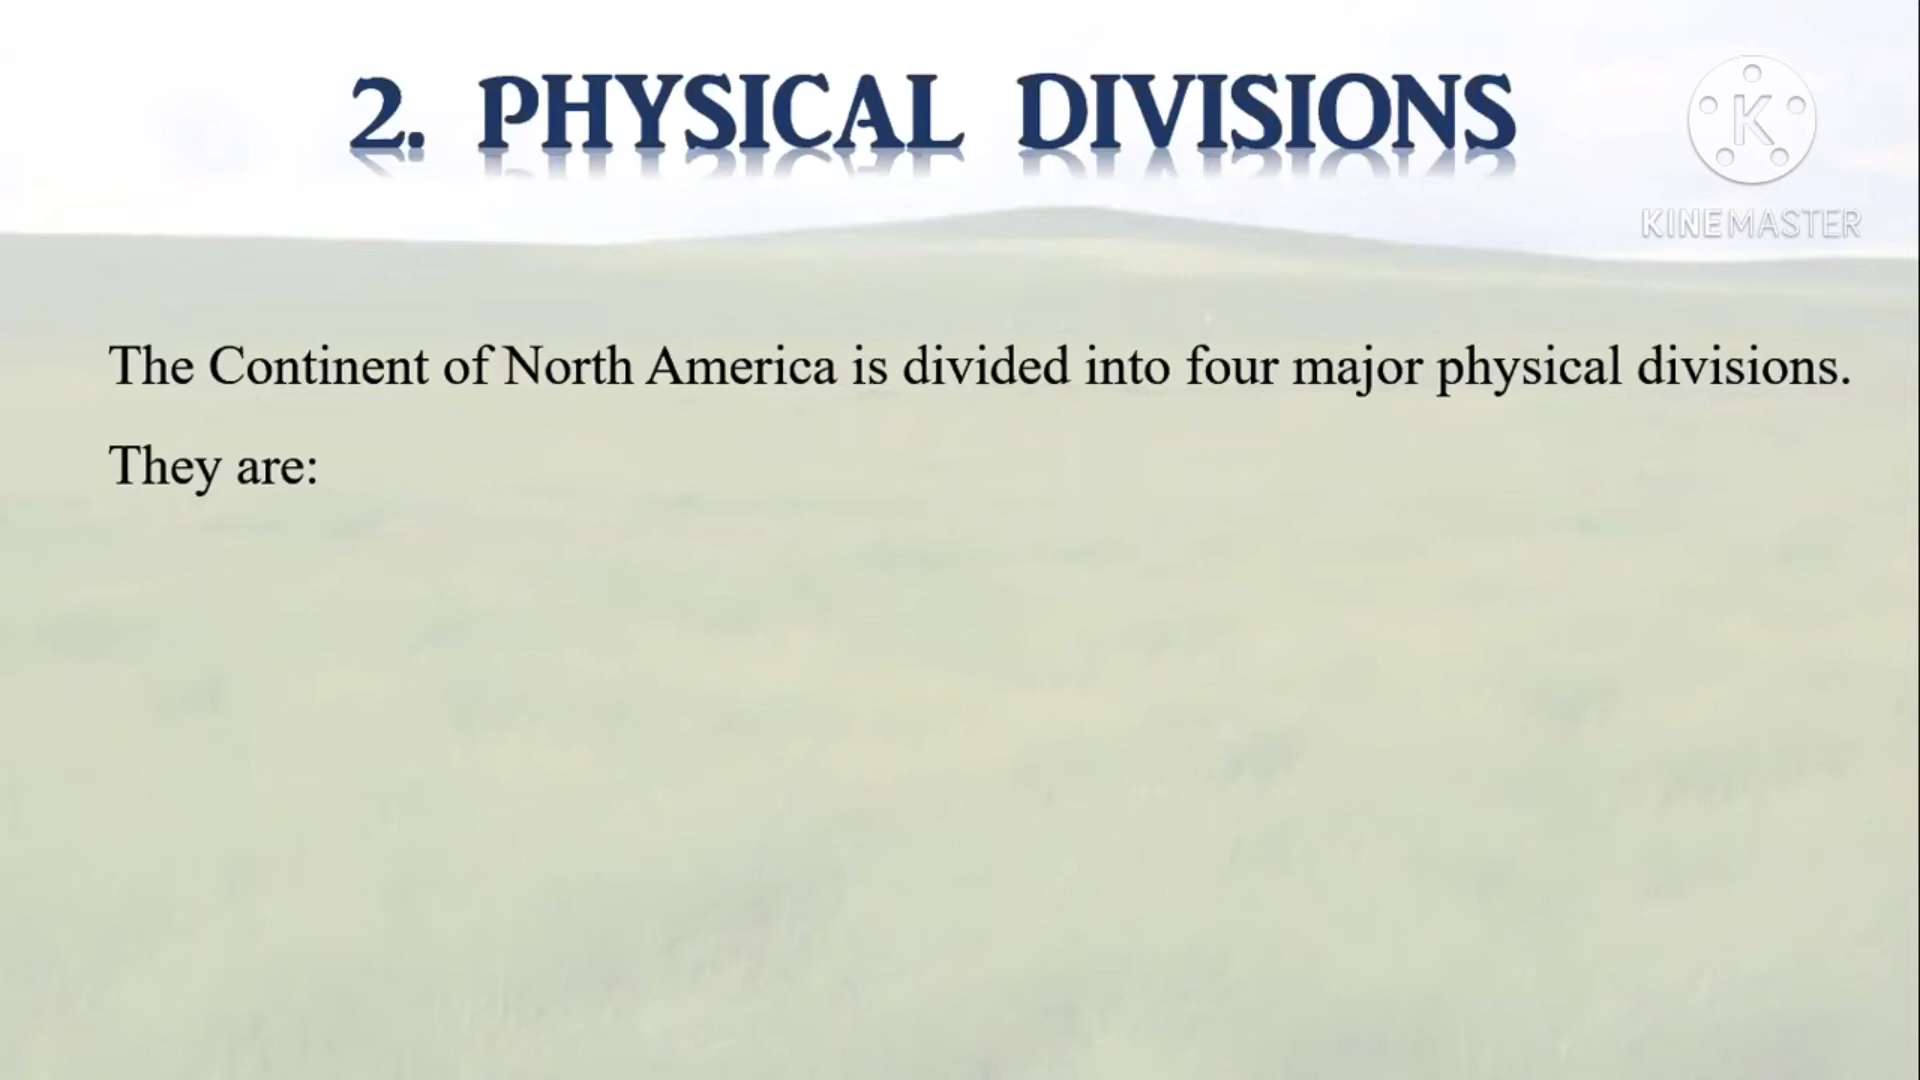 2. PHYSICAL DIVISIONS
K
KINEMASTER
The Continent of North America is divided into four major physical divisions.
They are: